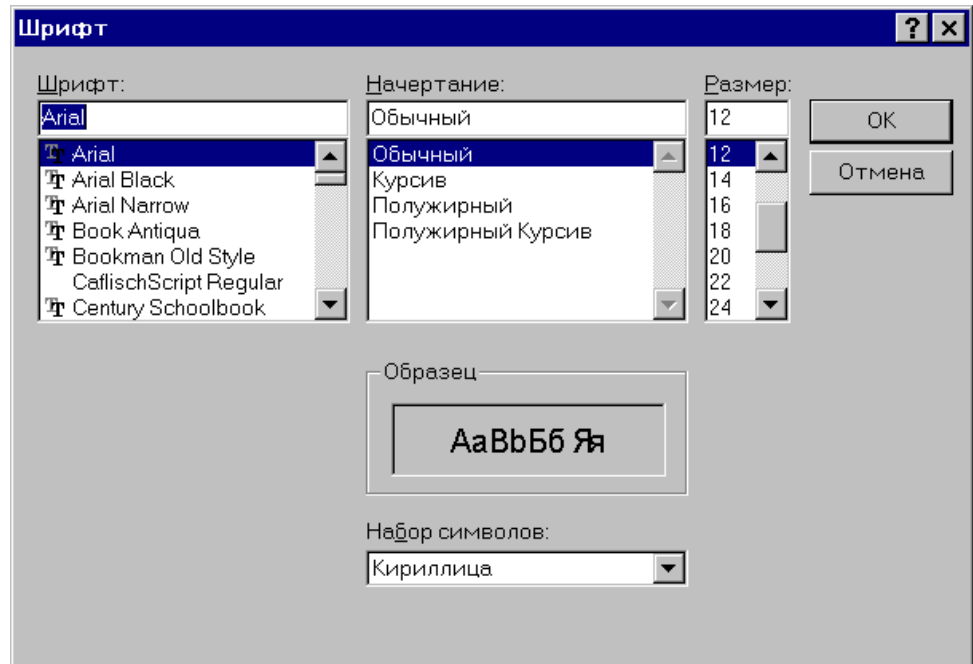 Шрифт
Шрифт:
Arial
Arial
Arial Black
Arial Narrow
Book Antiqua
Bookman Old Style
CaflischScript Regular
Century Schoolbook
Начертание:
Обычный
Обычный
Курсив
Полужирный
Полужирный Курсив
Размер:
12
12
14
16
18
20
22
24
OK
Отмена
Образец
AaBbБб Яя
Набор символов:
Кириллица